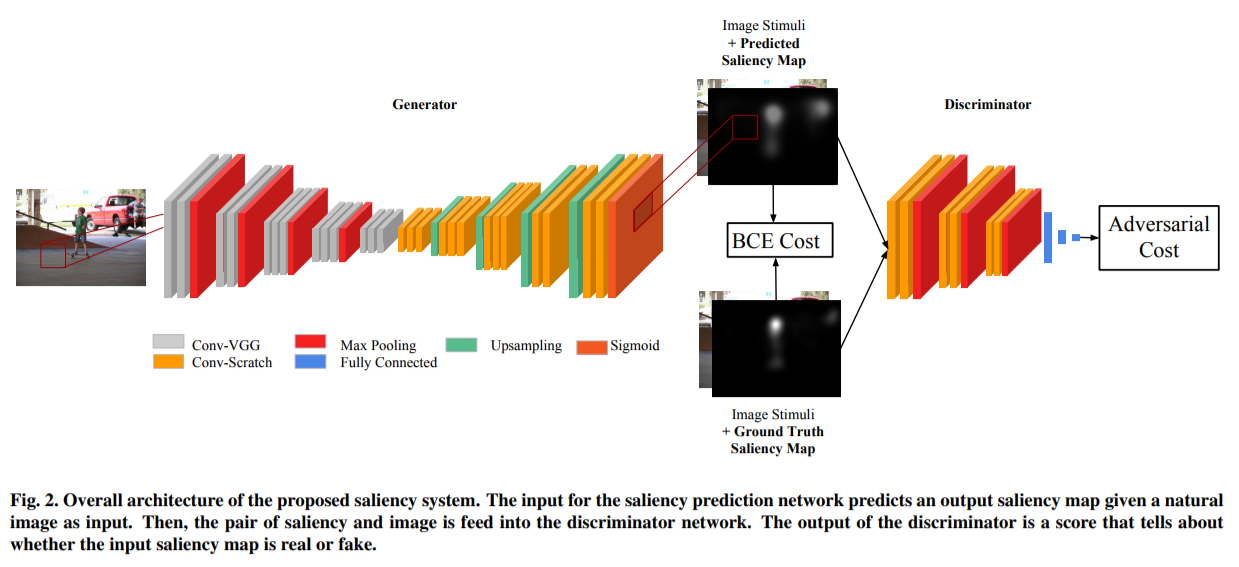 Image Stimuli
+ Predicted
Saliency Map
Generator
Discriminator
BCE Cost
Adversarial
Cost
Conv-VGG
Max Pooling
Upsampling
Sigmoid
Conv-Scratch
Fully Connected
Image Stimuli
+ Ground Truth
Saliency Map
Fig. 2. Overall architecture of the proposed saliency system. The input for the saliency prediction network predicts an output saliency map given a natural
image as input. Then, the pair of saliency and image is feed into the discriminator network. The output of the discriminator is a score that tells about
whether the input saliency map is real or fake.